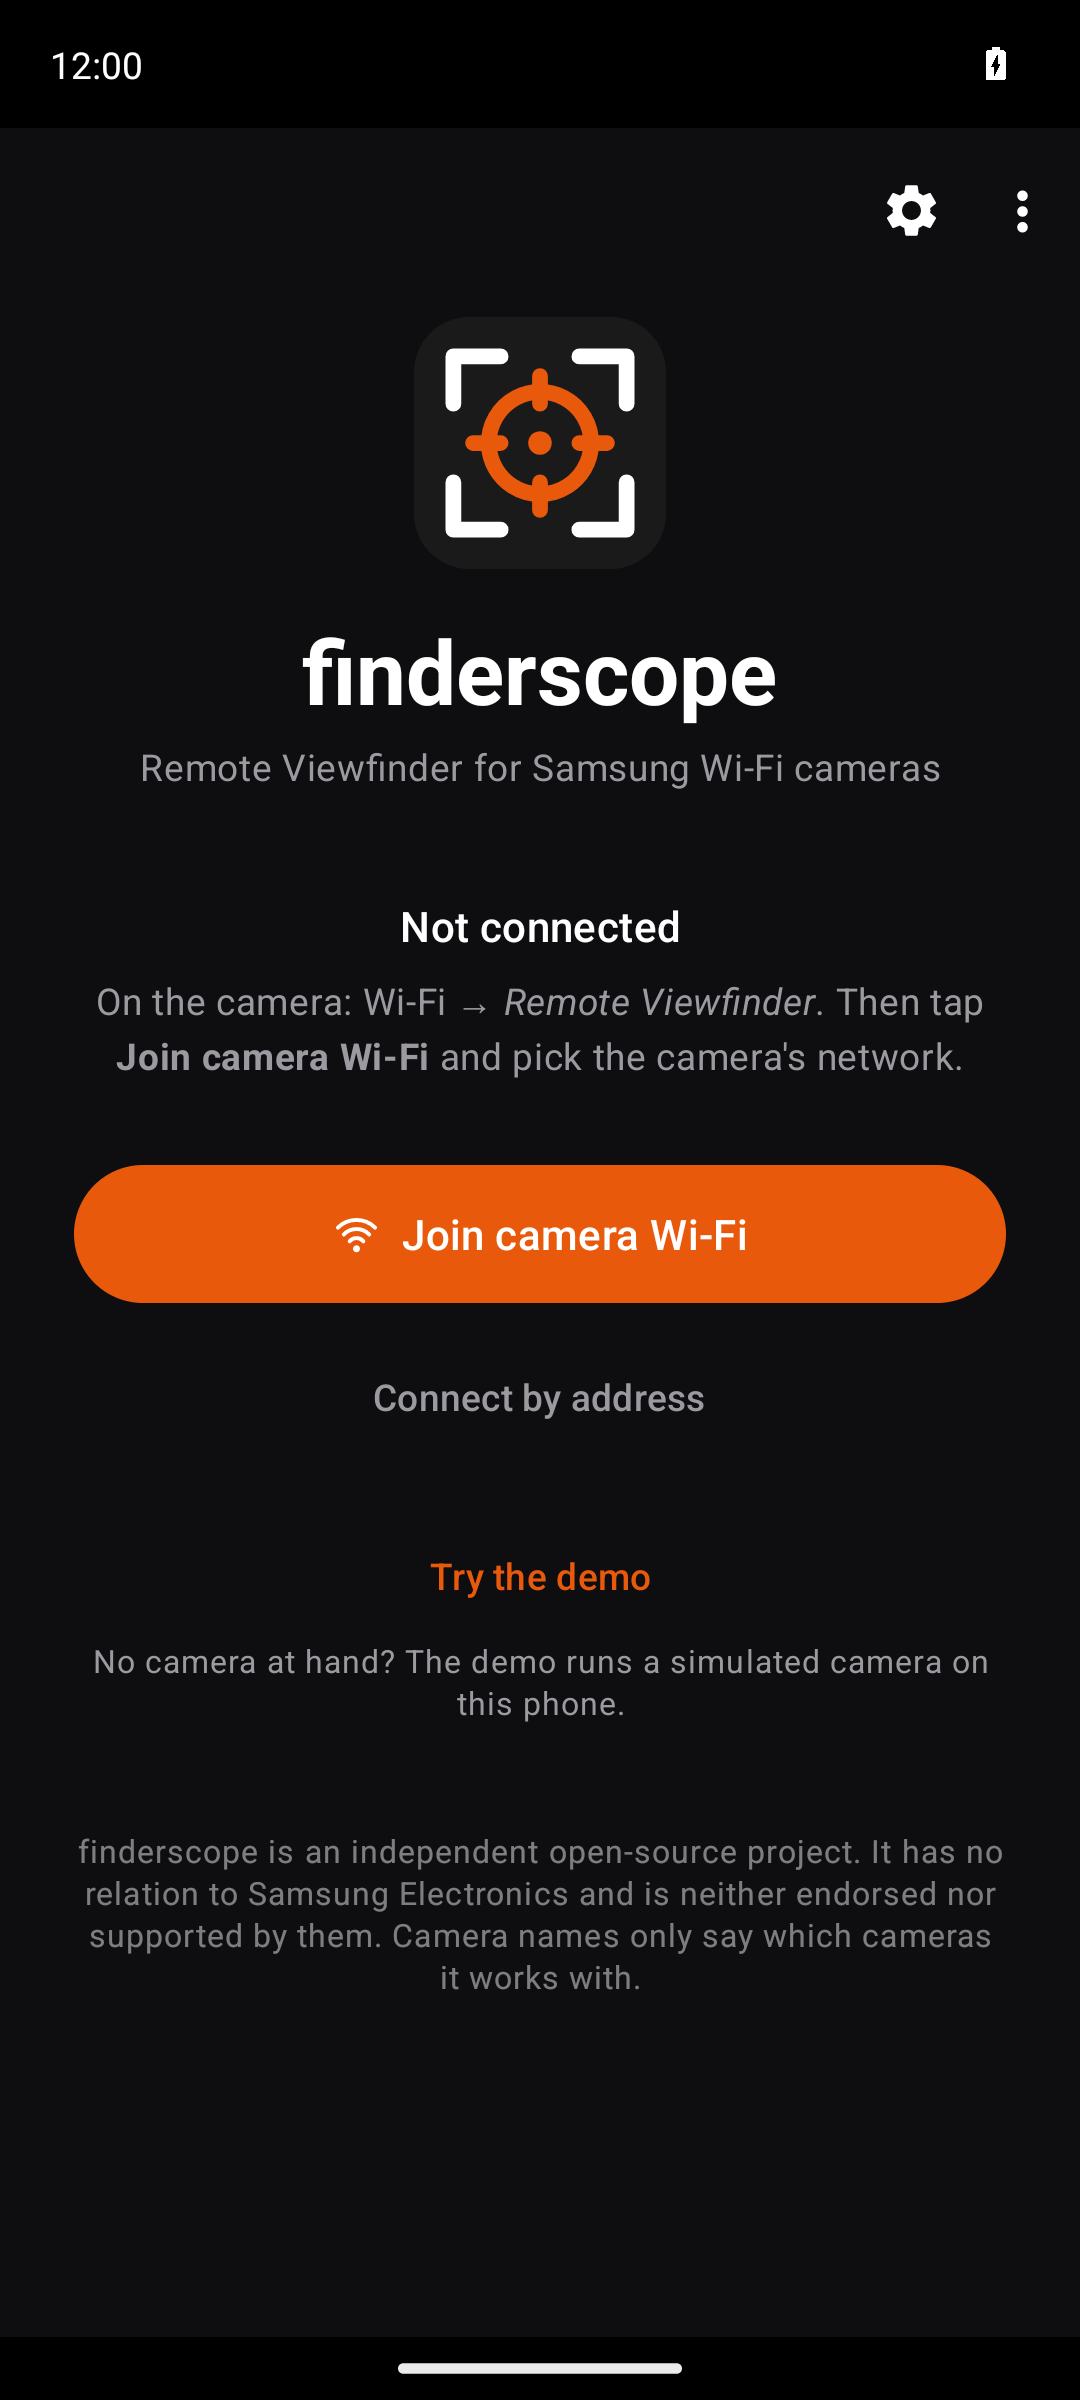 12:00
finderscope
Remote Viewfinder for Samsung Wi-Fi cameras
Not connected
On the camera: Wi-Fi → Remote Viewfinder. Then tap
Join camera Wi-Fi and pick the camera's network.
Join camera Wi-Fi
Connect by address
Try the demo
No camera at hand? The demo runs a simulated camera on
this phone.
finderscope is an independent open-source project. It has no
relation to Samsung Electronics and is neither endorsed nor
supported by them. Camera names only say which cameras
it works with.